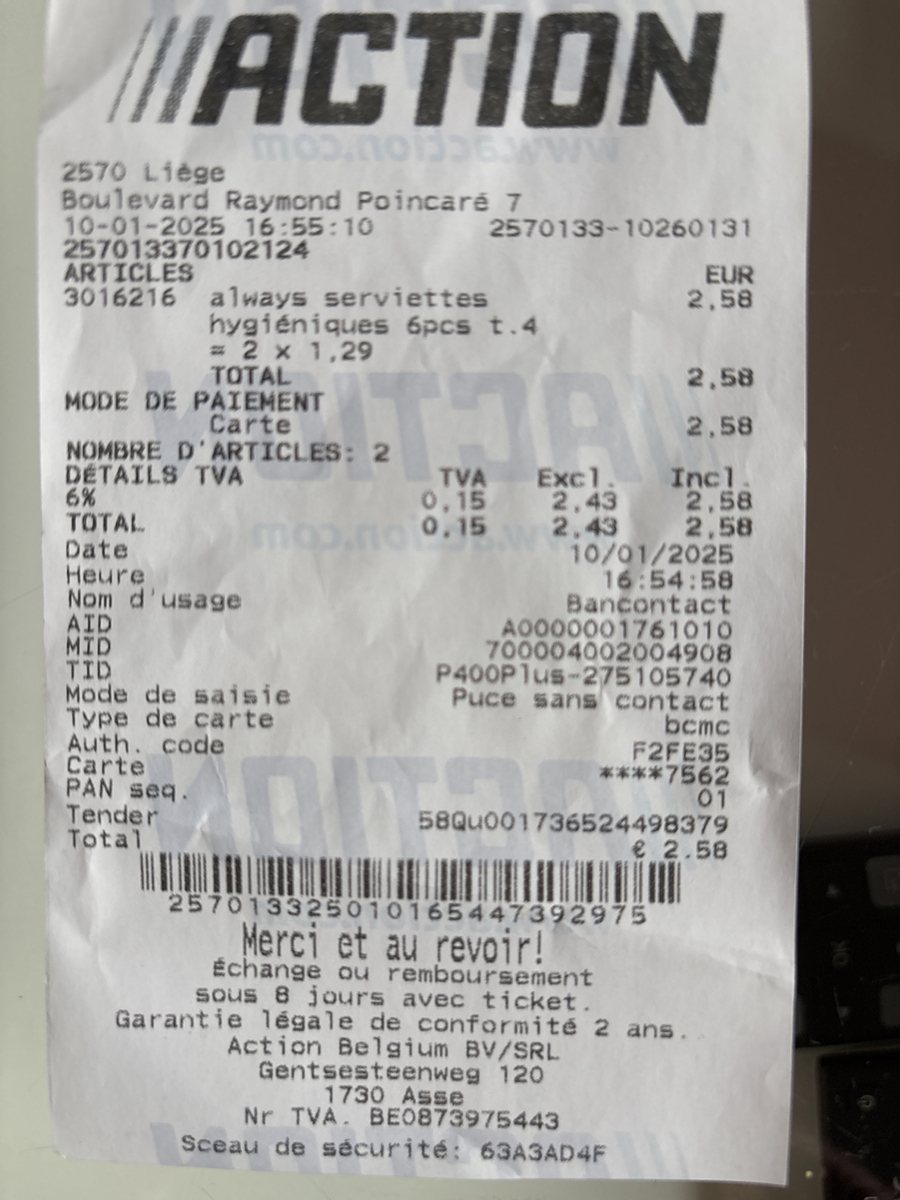 ACTION
2570 Liège
Boulevard Raymond Poincaré 7
10-01-2025 16:55:10 2570133-10260131
257013370102124
ARTICLES EUR
3016216 always serviettes 2,58
hygiéniques 6pcs t.4
= 2 x 1,29
TOTAL 2,58
MODE DE PAIEMENT
Carte 2,58
NOMBRE D'ARTICLES: 2
DÉTAILS TVA TVA Excl. Incl.
6% 0,15 2,43 2,58
TOTAL 0,15 2,43 2,58
Date 10/01/2025
Heure 16:54:58
Nom d'usage Bancontact
AID A0000001761010
MID 700004002004908
TID P400Plus-275105740
Mode de saisie Puce sans contact
Type de carte bcmc
Auth. code F2FE35
Carte ****7562
PAN seq. 01
Tender 58Qu001736524498379
Total € 2.58
257013325010165447392975
Merci et au revoir!
Échange ou remboursement
sous 8 jours avec ticket.
Garantie légale de conformité 2 ans.
Action Belgium BV/SRL
Gentsesteenweg 120
1730 Asse
Nr TVA. BE0873975443
Sceau de sécurité: 63A3AD4F